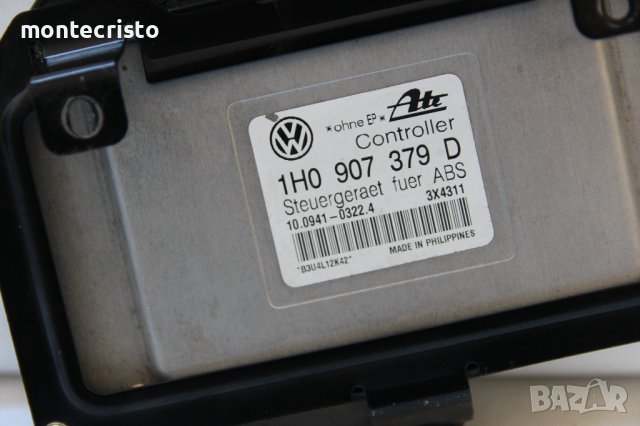 montecristo
*ohne EP* Ate
Controller
1H0 907 379 D
Steuergeraet fuer ABS
10.0941-0322.4 3X4311
*B3U4L12K42* MADE IN PHILIPPINES
BAZAR